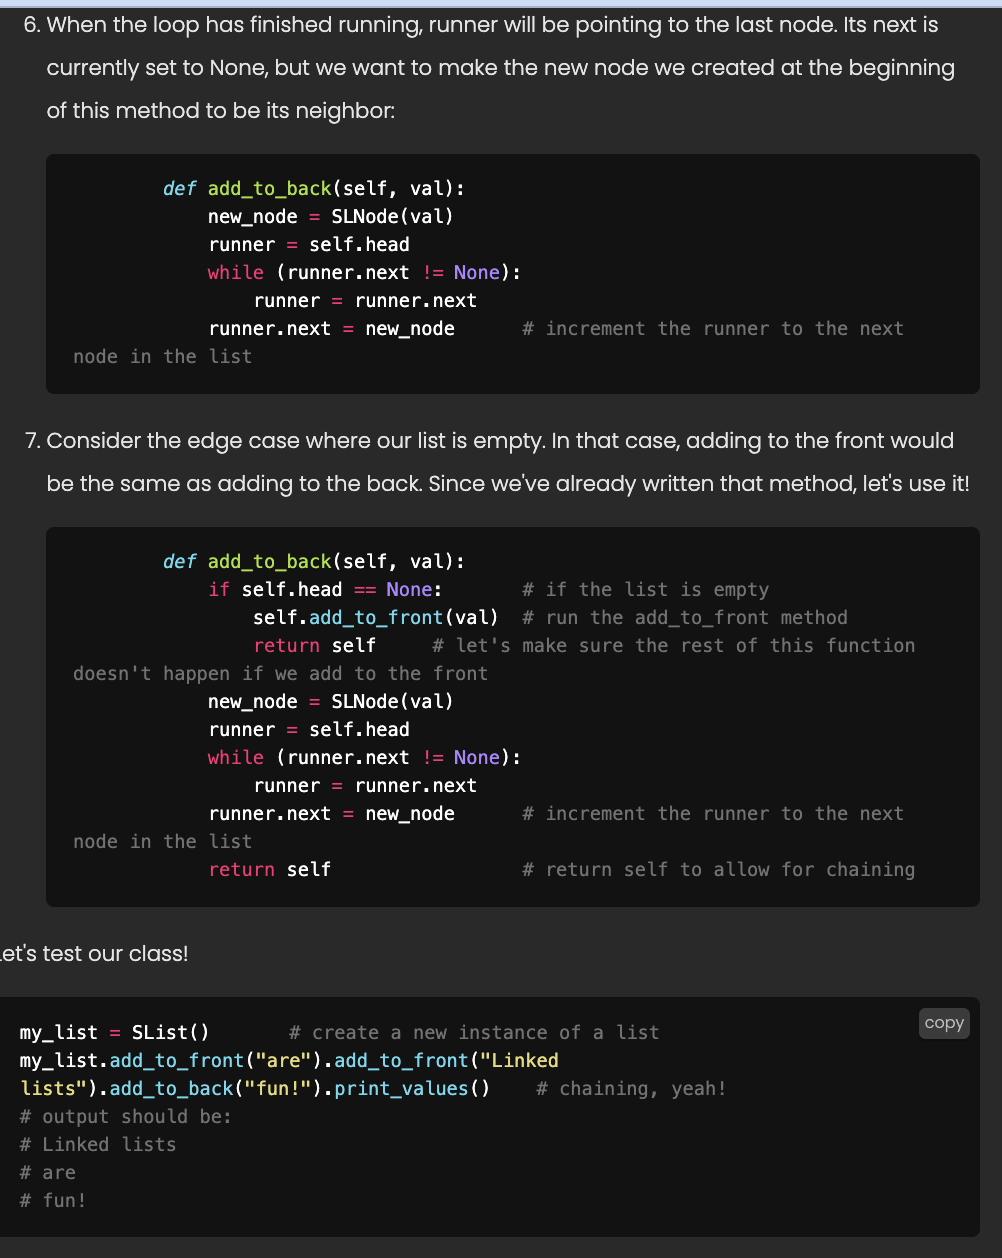 6. When the loop has finished running, runner will be pointing to the last node. Its next is
currently set to None, but we want to make the new node we created at the beginning
of this method to be its neighbor:
def add_to_back(self, val):
new_node = SLNode(val)
runner = self.head
while (runner.next != None):
runner = runner.next
runner.next = new_node # increment the runner to the next
node in the list
7. Consider the edge case where our list is empty. In that case, adding to the front would
be the same as adding to the back. Since we've already written that method, let's use it!
def add_to_back(self, val):
if self.head == None: # if the list is empty
self.add_to_front(val) # run the add_to_front method
return self # let's make sure the rest of this function
doesn't happen if we add to the front
new_node = SLNode(val)
runner = self.head
while (runner.next != None):
runner = runner.next
runner.next = new_node # increment the runner to the next
node in the list
return self # return self to allow for chaining
et's test our class!
copy
my_list = SList() # create a new instance of a list
my_list.add_to_front("are").add_to_front("Linked
lists").add_to_back("fun!").print_values() # chaining, yeah!
# output should be:
# Linked lists
# are
# fun!